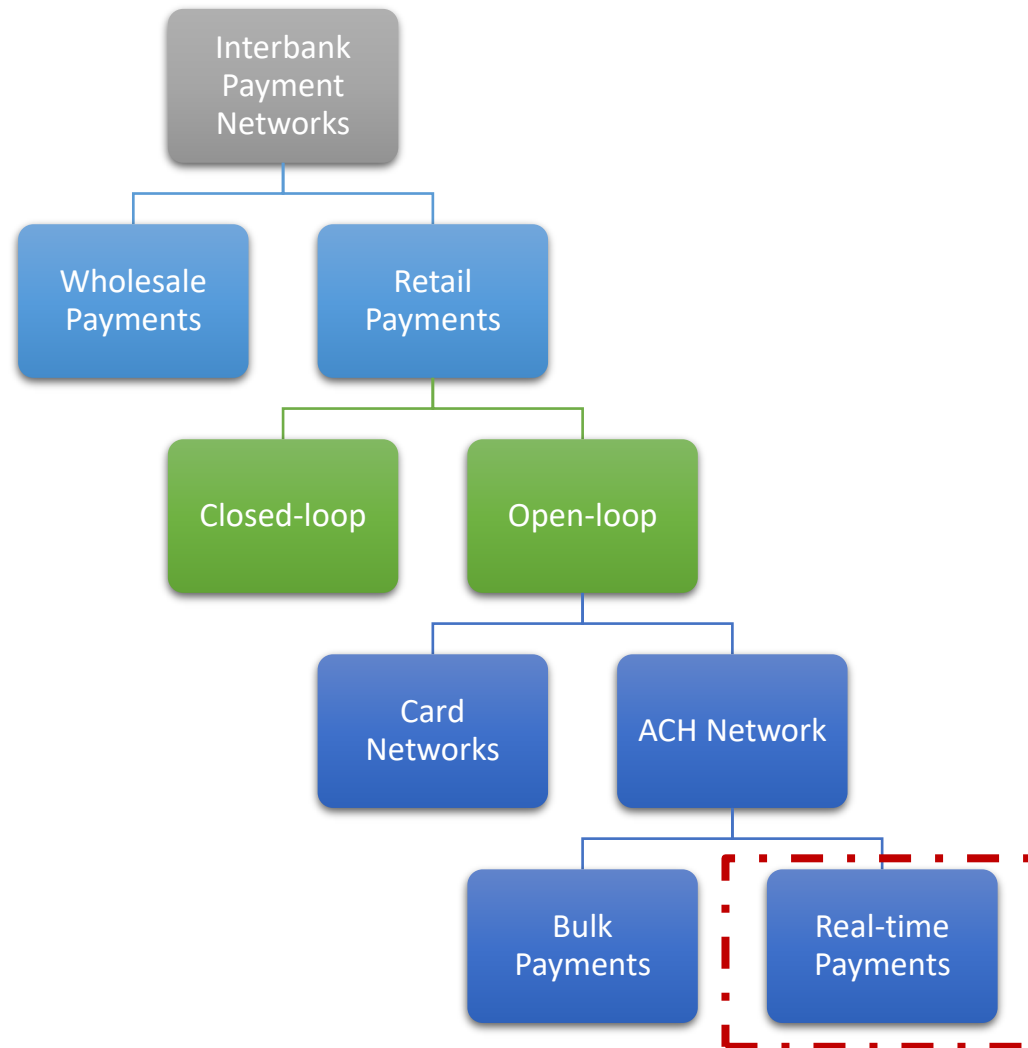 Interbank
Payment
Networks
Wholesale
Payments
Retail
Payments
Closed-loop
Open-loop
Card
Networks
ACH Network
Bulk
Payments
Real-time
Payments